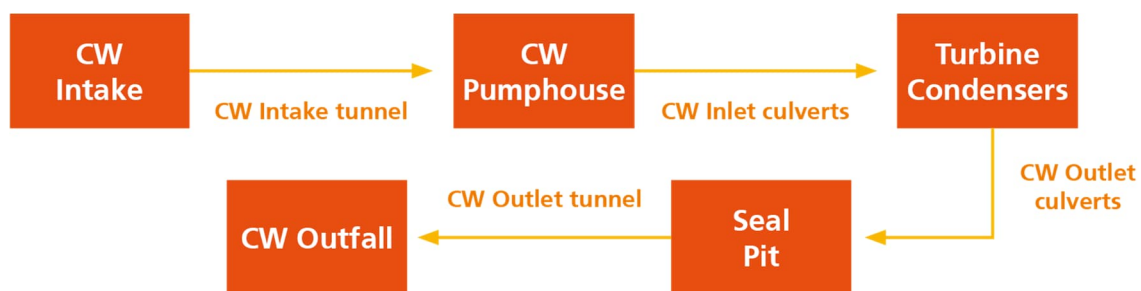 CW
Intake
CW Intake tunnel
CW
Pumphouse
CW Inlet culverts
Turbine
Condensers
CW Outlet
culverts
Seal
Pit
CW Outlet tunnel
CW Outfall